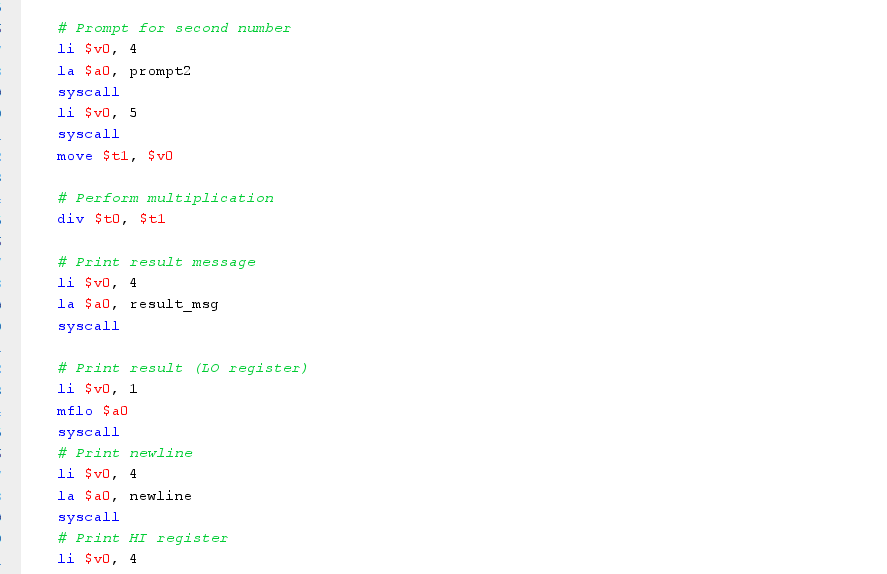 # Prompt for second number
li $v0, 4
la $a0, prompt2
syscall
li $v0, 5
syscall
move $t1, $v0
# Perform multiplication
div $t0, $t1
# Print result message
li $v0, 4
la $a0, result_msg
syscall
# Print result (LO register)
li $v0, 1
mflo $a0
syscall
# Print newline
li $v0, 4
la $a0, newline
syscall
# Print HI register
li $v0, 4